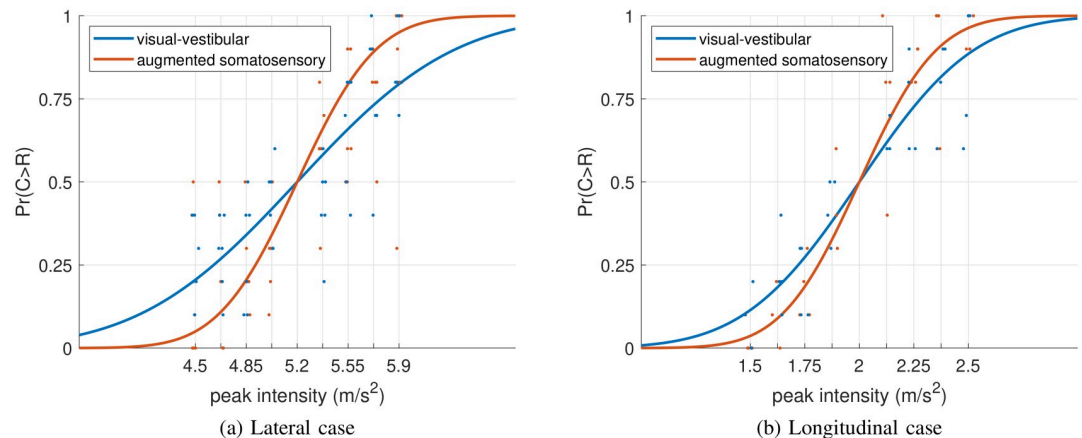 1
0.75
0.5
0.25
0
Pr(C>R)
visual-vestibular
augmented somatosensory
4.5 4.85 5.2 5.55 5.9
peak intensity (m/s²)
(a) Lateral case
1
0.75
0.5
0.25
0
Pr(C>R)
visual-vestibular
augmented somatosensory
1.5 1.75 2 2.25 2.5
peak intensity (m/s²)
(b) Longitudinal case